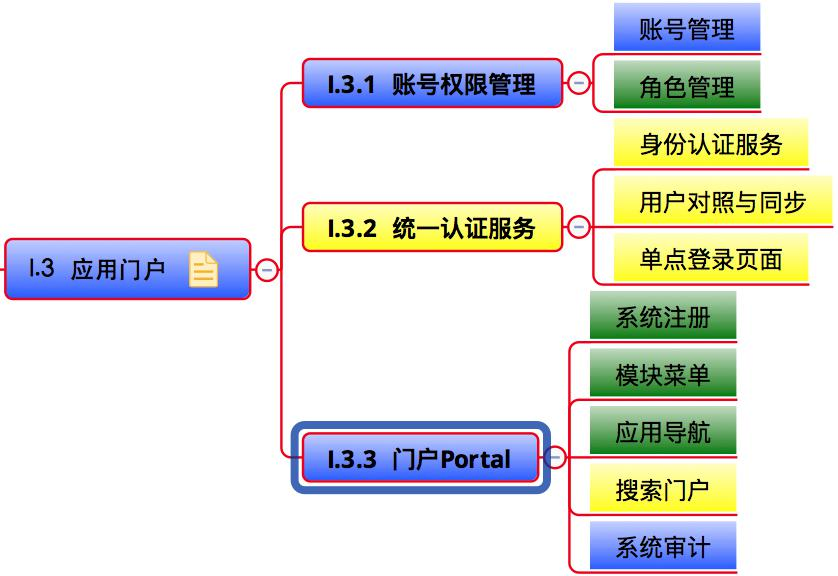 I.3 应用门户
I.3.1 账号权限管理
账号管理
角色管理
I.3.2 统一认证服务
身份认证服务
用户对照与同步
单点登录页面
I.3.3 门户Portal
系统注册
模块菜单
应用导航
搜索门户
系统审计